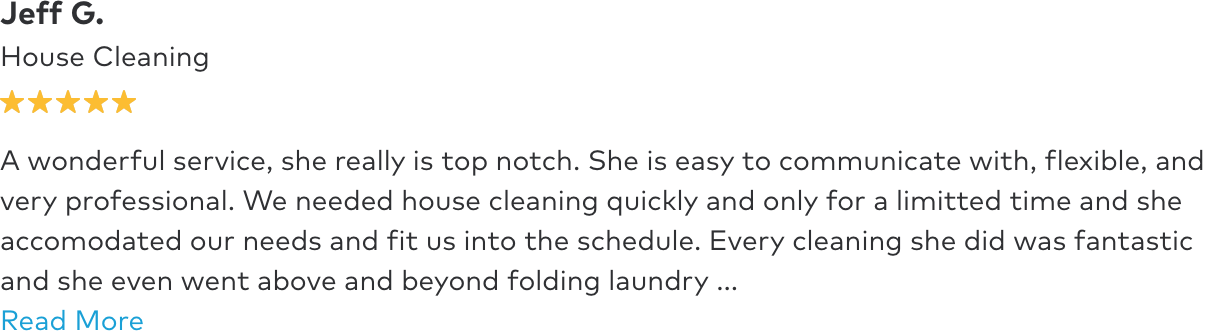 Jeff G.
House Cleaning
A wonderful service, she really is top notch. She is easy to communicate with, flexible, and
very professional. We needed house cleaning quickly and only for a limitted time and she
accomodated our needs and fit us into the schedule. Every cleaning she did was fantastic
and she even went above and beyond folding laundry ...
Read More